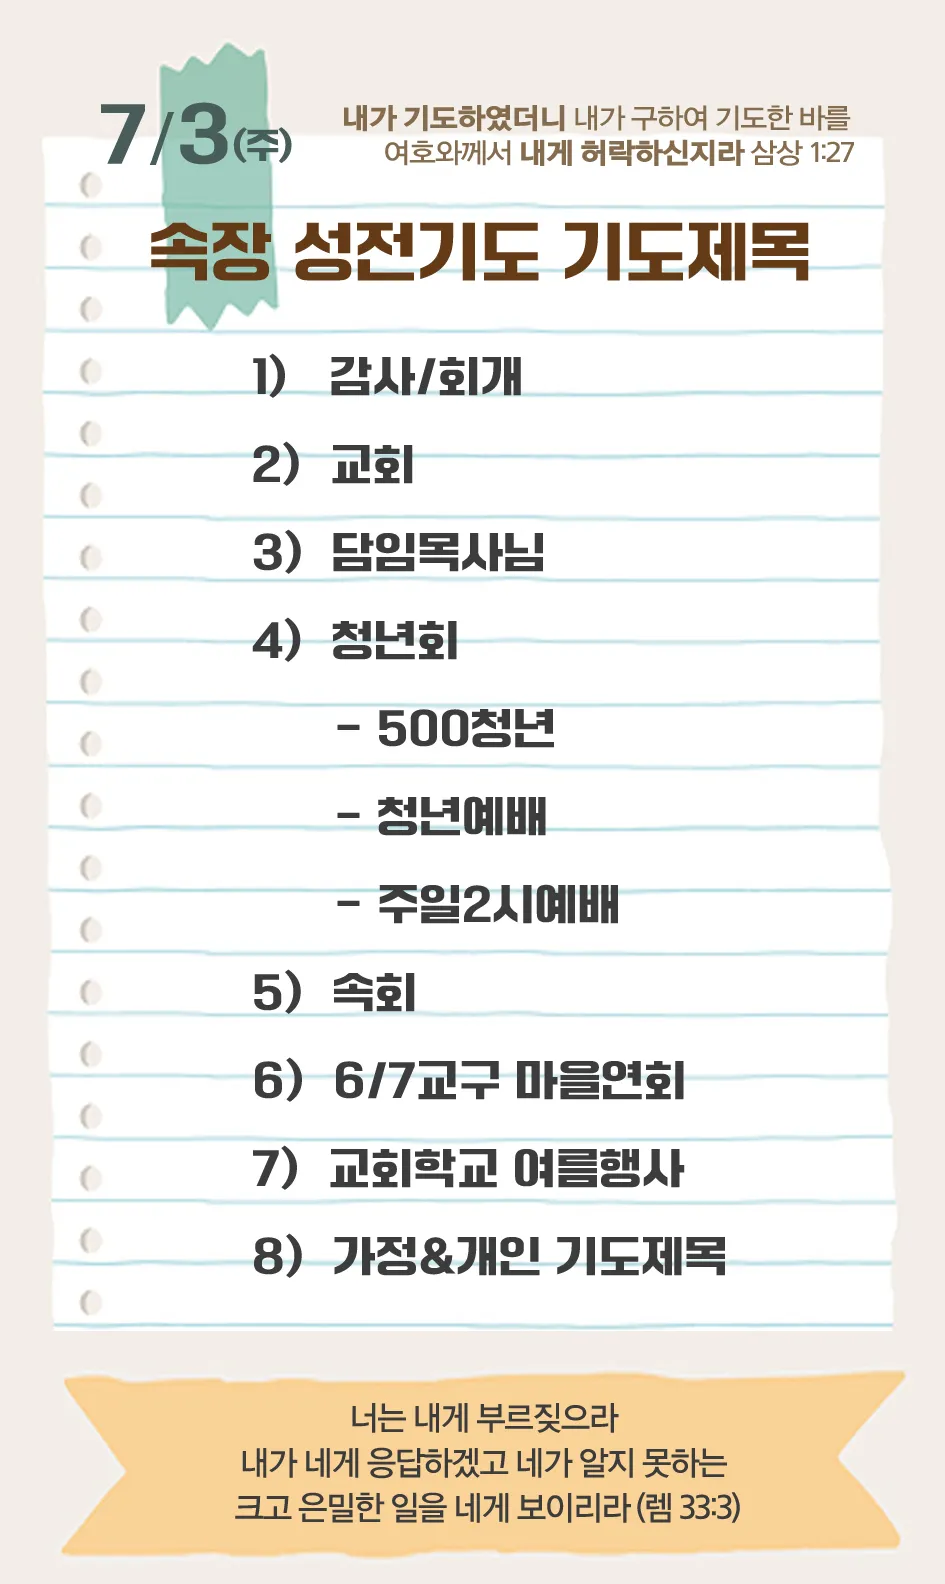 7/3(주)
내가 기도하였더니 내가 구하여 기도한 바를
여호와께서 내게 허락하신지라 삼상 1:27
속장 성전기도 기도제목
1) 감사/회개
2) 교회
3) 담임목사님
4) 청년회
- 500청년
- 청년예배
- 주일2시예배
5) 속회
6) 6/7교구 마을연회
7) 교회학교 여름행사
8) 가정&개인 기도제목
너는 내게 부르짖으라
내가 네게 응답하겠고 네가 알지 못하는
크고 은밀한 일을 네게 보이리라 (렘 33:3)